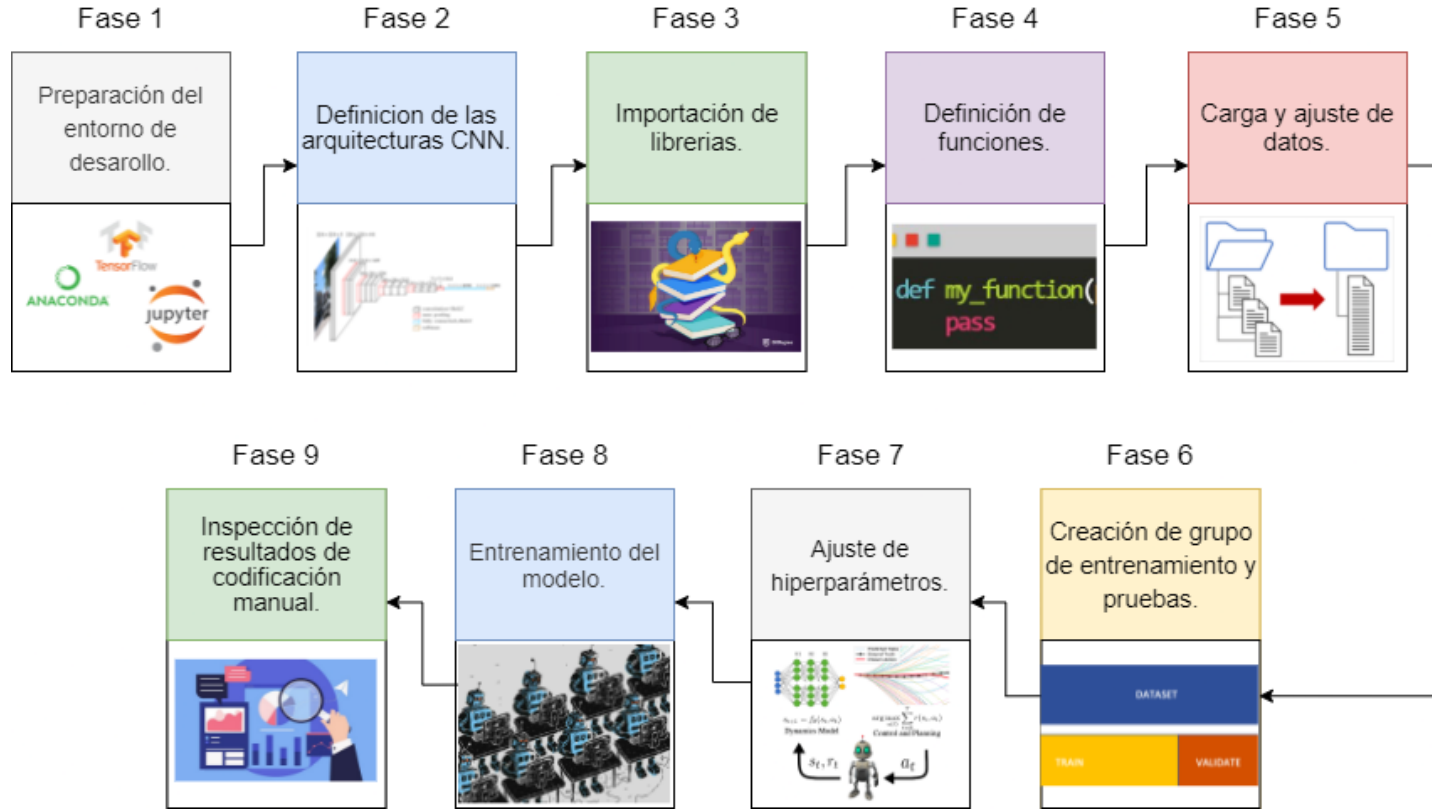 Fase 1
Preparación del
entorno de
desarollo.
TensorFlow
ANACONDA
jupyter
Fase 2
Definicion de las
arquitecturas CNN.
Fase 3
Importación de
librerias.
Fase 4
Definición de
funciones.
def my_function(
pass
Fase 5
Carga y ajuste de
datos.
Fase 6
Creación de grupo
de entrenamiento y
pruebas.
DATASET
TRAIN
VALIDATE
Fase 7
Ajuste de
hiperparámetros.
Dynamics Model
Control and Planning
s_t, r_t
a_t
Fase 8
Entrenamiento del
modelo.
Fase 9
Inspección de
resultados de
codificación
manual.